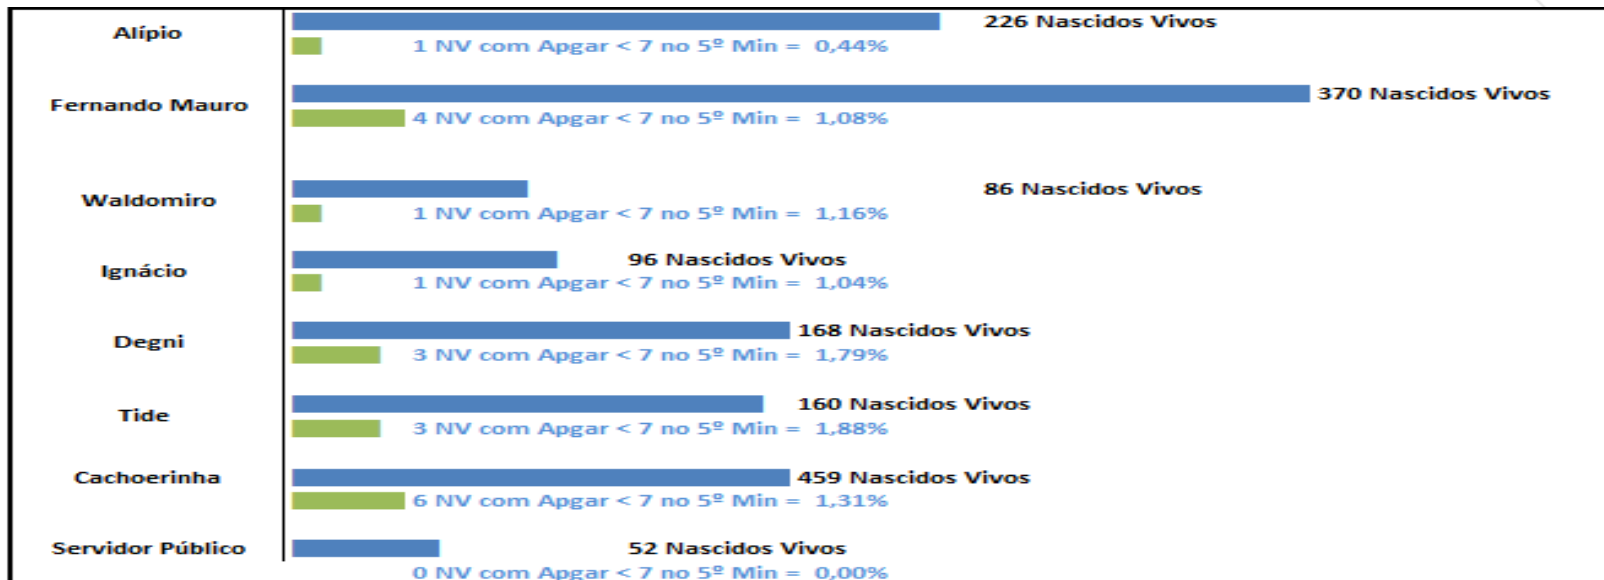 Alípio
226 Nascidos Vivos
1 NV com Apgar < 7 no 5º Min = 0,44%
Fernando Mauro
370 Nascidos Vivos
4 NV com Apgar < 7 no 5º Min = 1,08%
Waldomiro
86 Nascidos Vivos
1 NV com Apgar < 7 no 5º Min = 1,16%
Ignácio
96 Nascidos Vivos
1 NV com Apgar < 7 no 5º Min = 1,04%
Degni
168 Nascidos Vivos
3 NV com Apgar < 7 no 5º Min = 1,79%
Tide
160 Nascidos Vivos
3 NV com Apgar < 7 no 5º Min = 1,88%
Cachoerinha
459 Nascidos Vivos
6 NV com Apgar < 7 no 5º Min = 1,31%
Servidor Público
52 Nascidos Vivos
0 NV com Apgar < 7 no 5º Min = 0,00%